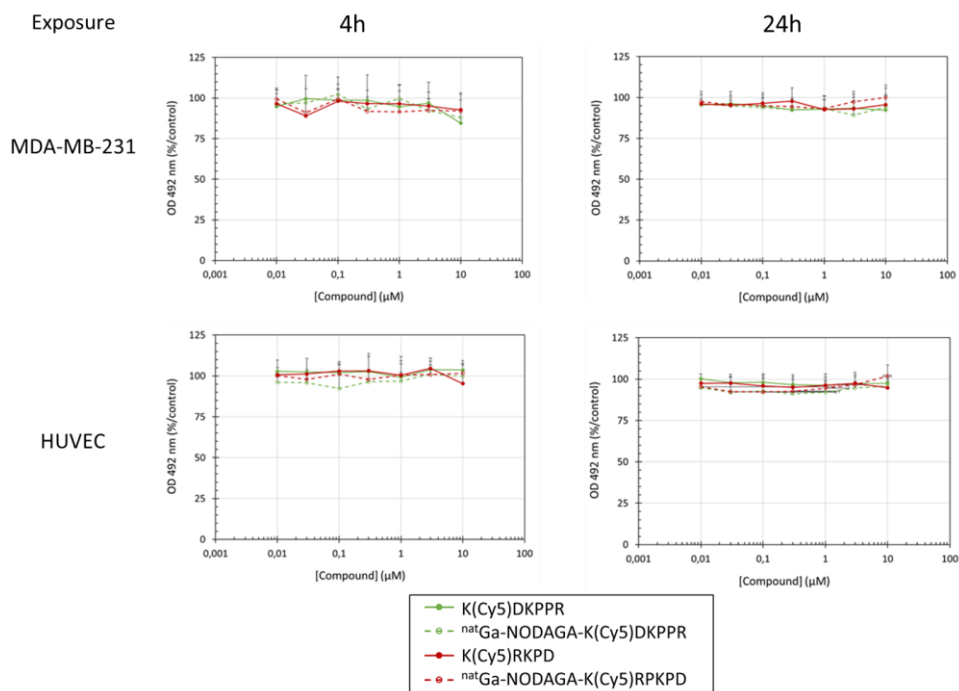 Exposure
4h
24h
MDA-MB-231
OD 492 nm (%/control)
125
100
75
50
25
0
0,001
0,01
0,1
1
10
100
[Compound] (µM)
OD 492 nm (%/control)
125
100
75
50
25
0
0,001
0,01
0,1
1
10
100
[Compound] (µM)
HUVEC
OD 492 nm (%/control)
125
100
75
50
25
0
0,001
0,01
0,1
1
10
100
[Compound] (µM)
OD 492 nm (%/control)
125
100
75
50
25
0
0,001
0,01
0,1
1
10
100
[Compound] (µM)
K(Cy5)DKPPR
natGa-NODAGA-K(Cy5)DKPPR
K(Cy5)RKPD
natGa-NODAGA-K(Cy5)RPKPD